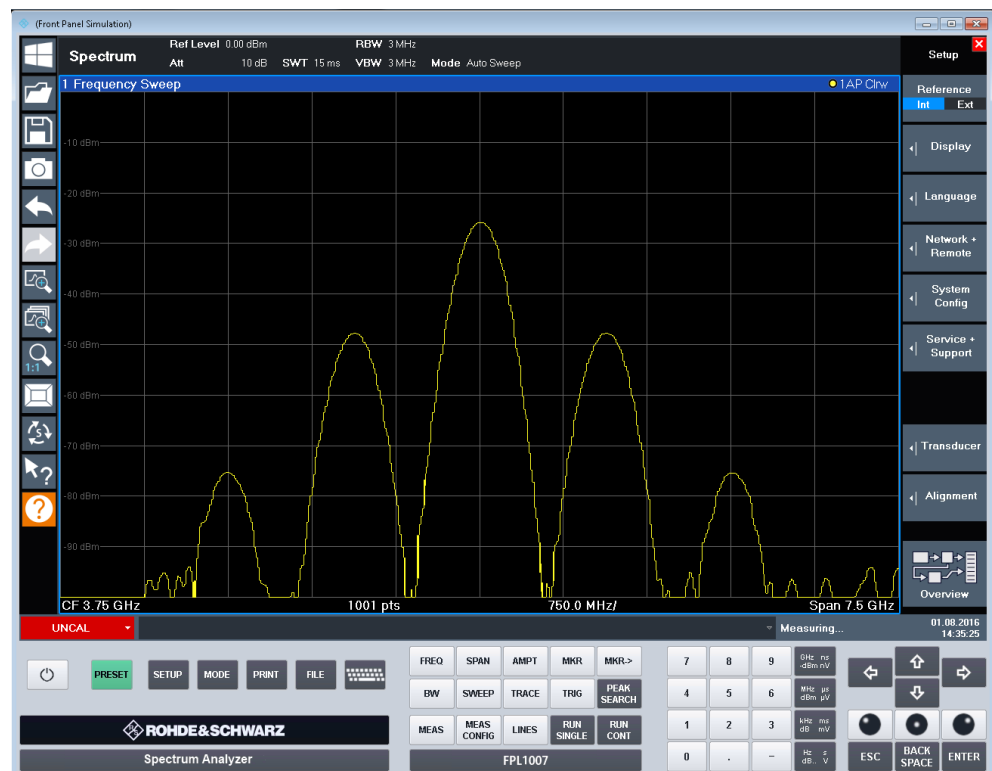 (Front Panel Simulation)
Spectrum
Ref Level 0.00 dBm RBW 3 MHz
Att 10 dB SWT 15 ms VBW 3 MHz Mode Auto Sweep
1 Frequency Sweep
1AP Clrw
-10 dBm
-20 dBm
-30 dBm
-40 dBm
-50 dBm
-60 dBm
-70 dBm
-80 dBm
-90 dBm
CF 3.75 GHz 1001 pts 750.0 MHz/ Span 7.5 GHz
1:1
S
?
?
Setup
Reference
Int Ext
Display
Language
Network +
Remote
System
Config
Service +
Support
Transducer
Alignment
Overview
UNCAL
Measuring...
01.08.2016
14:35:25
PRESET SETUP MODE PRINT FILE
ROHDE&SCHWARZ
Spectrum Analyzer
FREQ SPAN AMPT MKR MKR->
BW SWEEP TRACE TRIG PEAK
SEARCH
MEAS MEAS
CONFIG LINES RUN
SINGLE RUN
CONT
FPL1007
7 8 9 GHz ns
-dBm nV
4 5 6 MHz µs
dBm µV
1 2 3 kHz ms
dB mV
0 . - Hz s
dB.. V
ESC BACK
SPACE ENTER